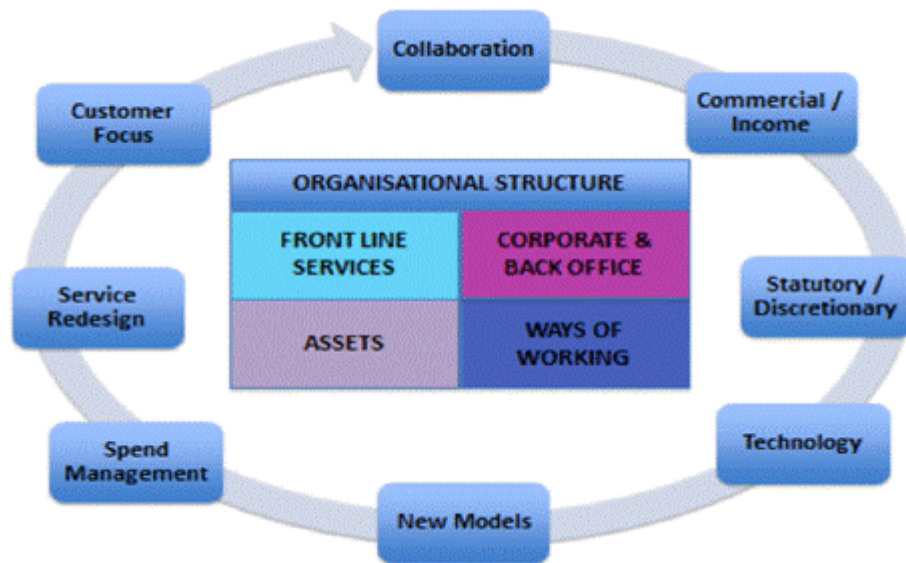 Collaboration
Commercial /
Income
Statutory /
Discretionary
Technology
New Models
Spend
Management
Service
Redesign
Customer
Focus
ORGANISATIONAL STRUCTURE
FRONT LINE
SERVICES
CORPORATE &
BACK OFFICE
ASSETS
WAYS OF
WORKING